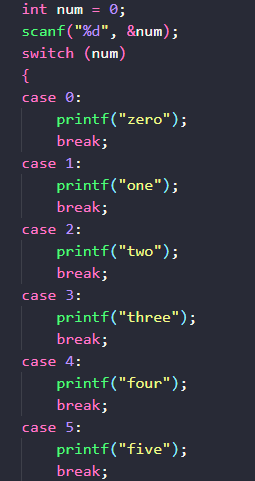 int num = 0;
scanf("%d", &num);
switch (num)
{
case 0:
    printf("zero");
    break;
case 1:
    printf("one");
    break;
case 2:
    printf("two");
    break;
case 3:
    printf("three");
    break;
case 4:
    printf("four");
    break;
case 5:
    printf("five");
    break;